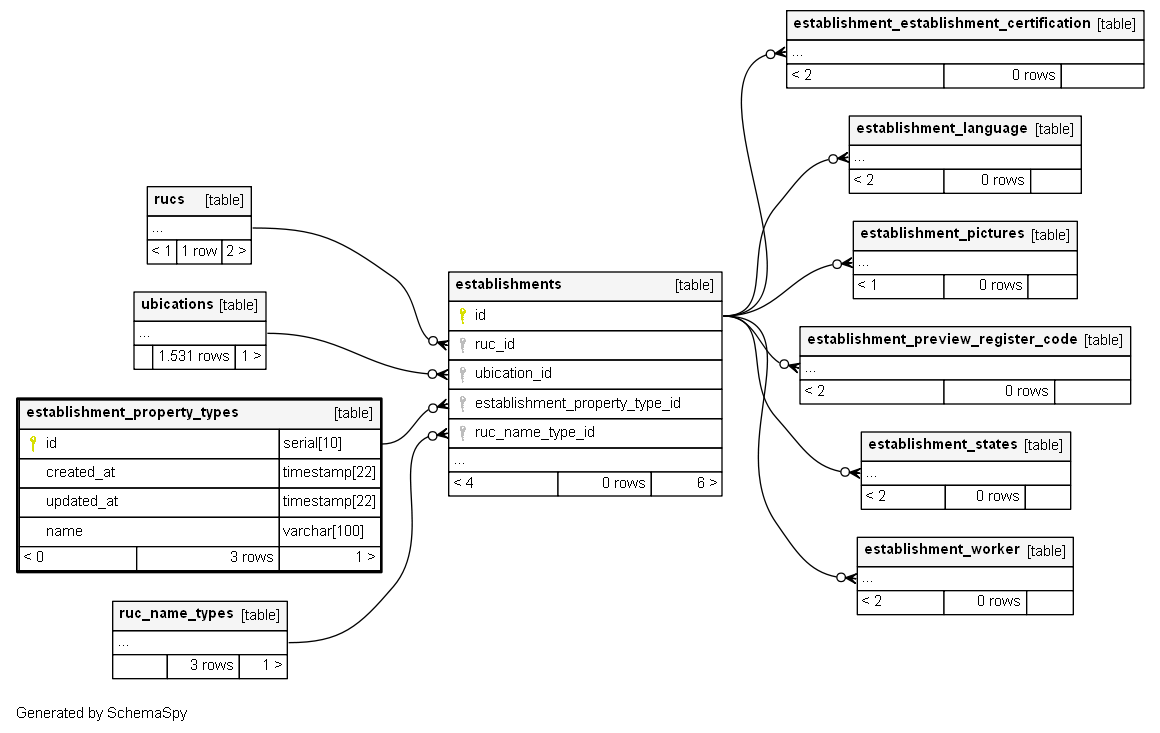 establishment_establishment_certification [table]
...
< 2 0 rows
establishment_language [table]
...
< 2 0 rows
rucs [table]
...
< 1 1 row 2 >
establishment_pictures [table]
...
< 1 0 rows
establishments [table]
id
ruc_id
ubication_id
establishment_property_type_id
ruc_name_type_id
...
< 4 0 rows 6 >
ubications [table]
...
1.531 rows 1 >
establishment_preview_register_code [table]
...
< 2 0 rows
establishment_property_types [table]
id serial[10]
created_at timestamp[22]
updated_at timestamp[22]
name varchar[100]
< 0 3 rows 1 >
establishment_states [table]
...
< 2 0 rows
establishment_worker [table]
...
< 2 0 rows
ruc_name_types [table]
...
3 rows 1 >
Generated by SchemaSpy